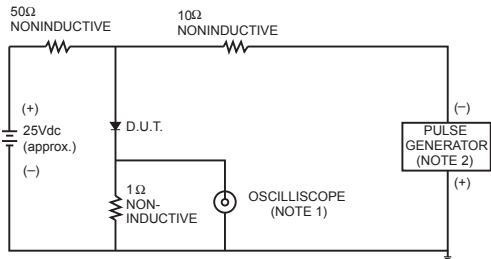 50Ω
NONINDUCTIVE
10Ω
NONINDUCTIVE
(+)
25Vdc
(approx.)
(−)
D.U.T.
1Ω
NON-
INDUCTIVE
OSCILLISCOPE
(NOTE 1)
(−)
PULSE
GENERATOR
(NOTE 2)
(+)